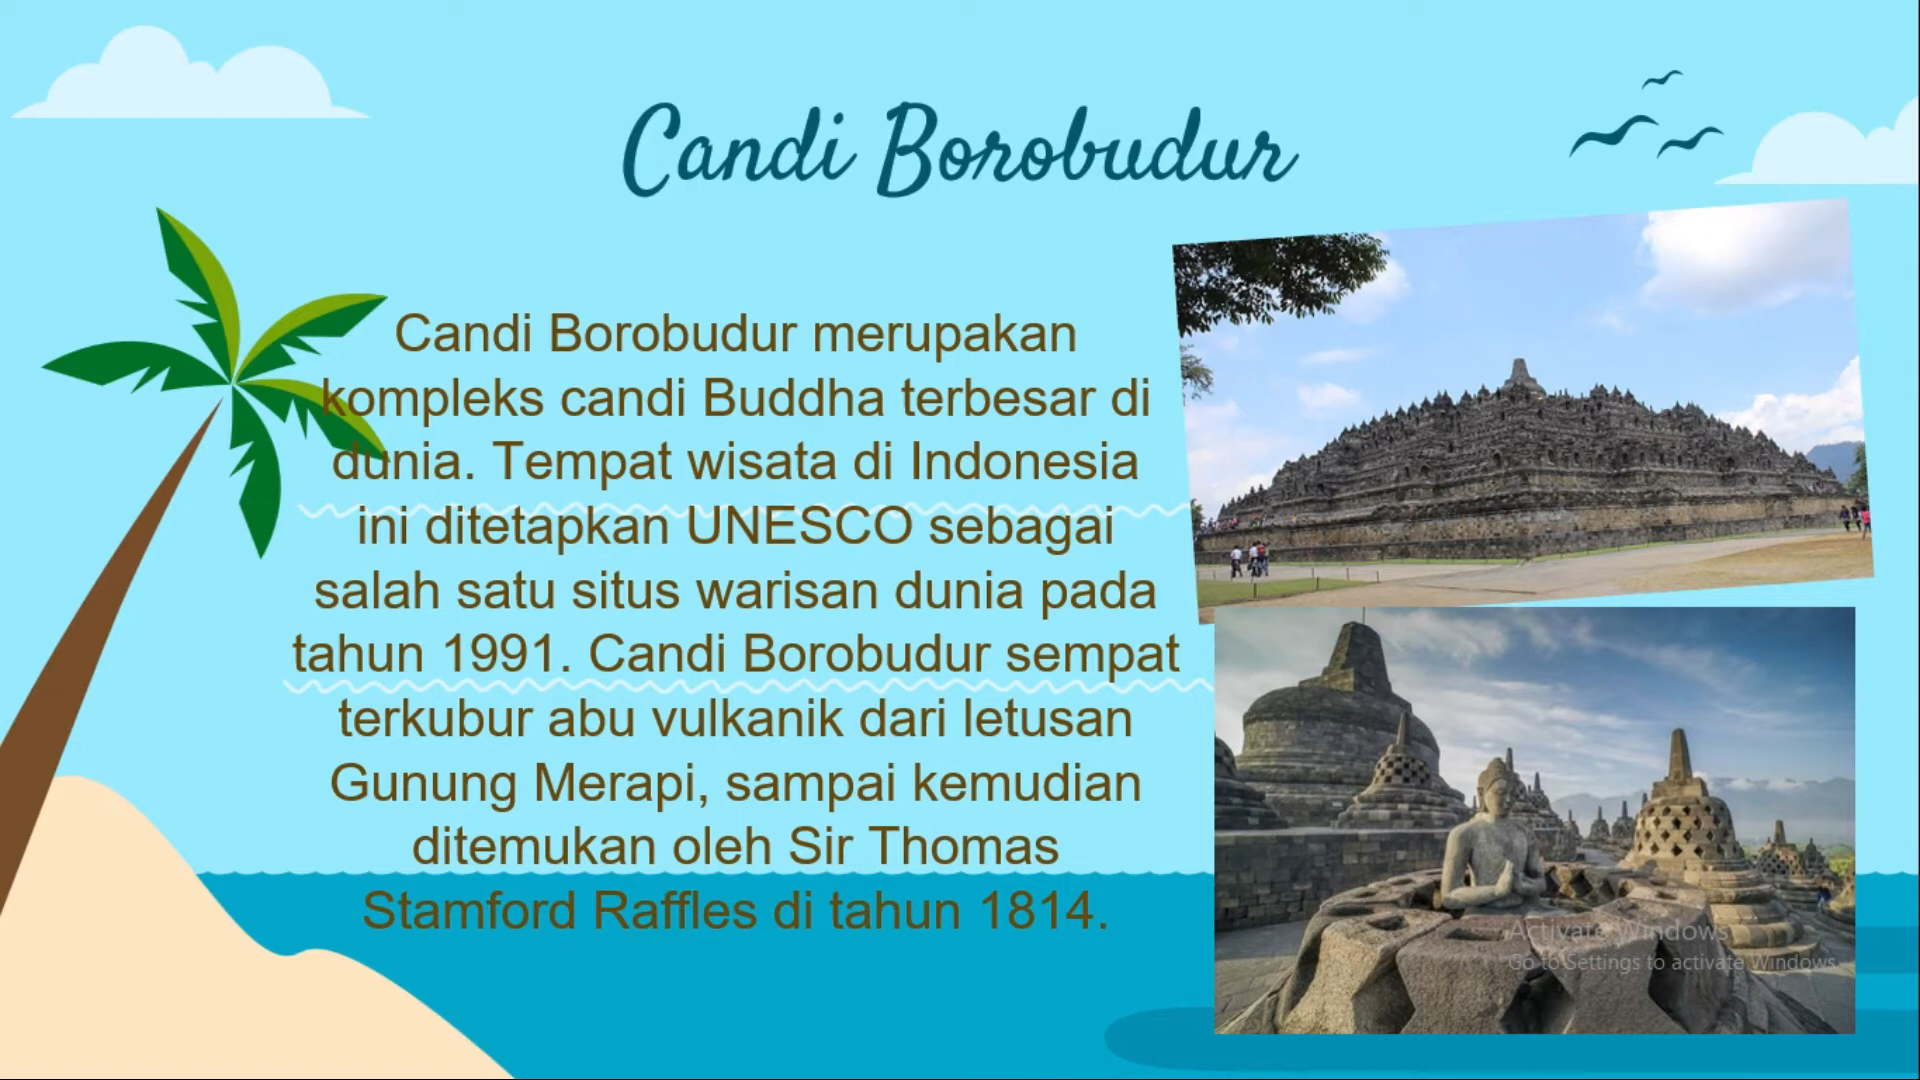 Candi Borobudur
Candi Borobudur merupakan
kompleks candi Buddha terbesar di
dunia. Tempat wisata di Indonesia
ini ditetapkan UNESCO sebagai
salah satu situs warisan dunia pada
tahun 1991. Candi Borobudur sempat
terkubur abu vulkanik dari letusan
Gunung Merapi, sampai kemudian
ditemukan oleh Sir Thomas
Stamford Raffles di tahun 1814.
Activate Windows
Go to Settings to activate Windows.